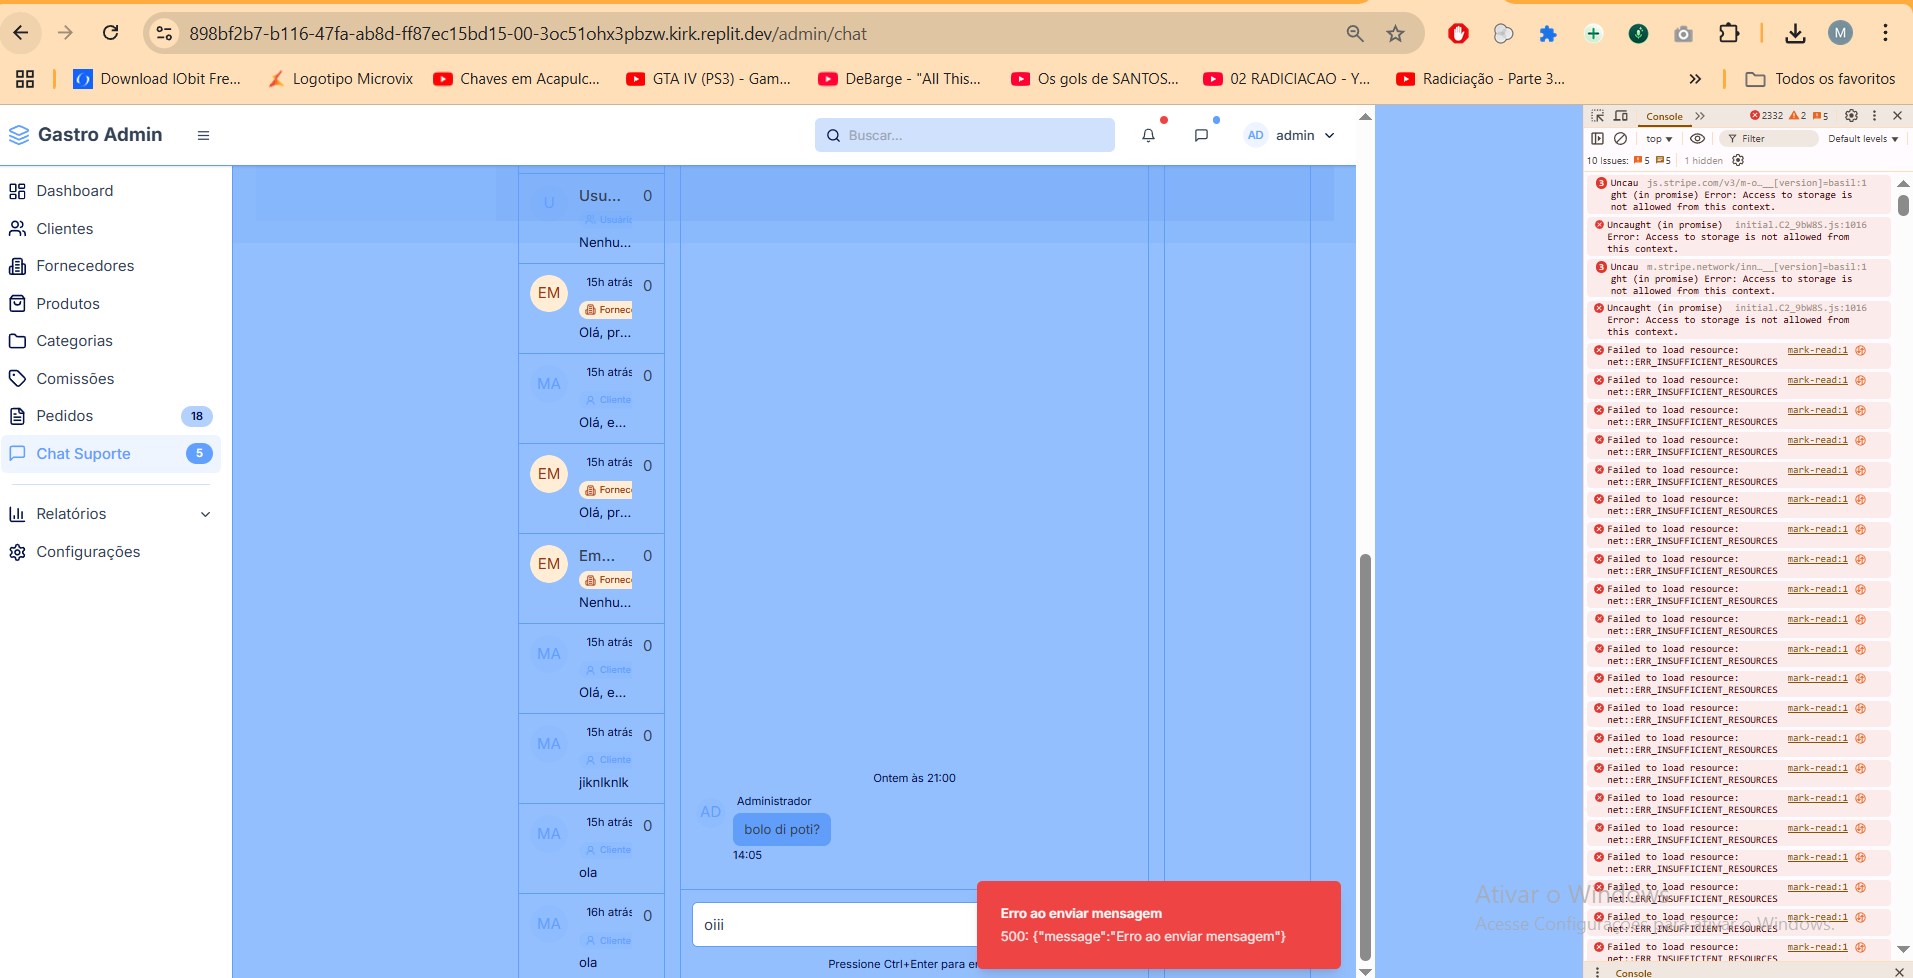 898bf2b7-b116-47fa-ab8d-ff87ec15bd15-00-3oc51ohx3pbzw.kirk.replit.dev/admin/chat
M
Download IObit Fre...
Logotipo Microvix
Chaves em Acapulc...
GTA IV (PS3) - Gam...
DeBarge - "All This...
Os gols de SANTOS...
02 RADICIACAO - Y...
Radiciação - Parte 3...
»
Todos os favoritos
Gastro Admin
Buscar...
AD
admin
Dashboard
Clientes
Fornecedores
Produtos
Categorias
Comissões
Pedidos
18
Chat Suporte
5
Relatórios
Configurações
U
Usu...
0
Usuário
Nenhu...
EM
15h atrás
0
Fornec
Olá, pr...
MA
15h atrás
0
Cliente
Olá, e...
EM
15h atrás
0
Fornec
Olá, pr...
EM
Em...
0
Fornec
Nenhu...
MA
15h atrás
0
Cliente
Olá, e...
MA
15h atrás
0
Cliente
jiknlknlk
MA
15h atrás
0
Cliente
ola
MA
16h atrás
0
Cliente
ola
Ontem às 21:00
Administrador
AD
bolo di poti?
14:05
oiii
Pressione Ctrl+Enter para e
Erro ao enviar mensagem
500: {"message":"Erro ao enviar mensagem"}
Console
2332
2
5
top
Filter
Default levels
10 Issues:
5
5
1 hidden
3
Uncau js.stripe.com/v3/m-o…__[version]=basil:1
ght (in promise) Error: Access to storage is
not allowed from this context.
Uncaught (in promise) initial.C2_9bW8S.js:1016
Error: Access to storage is not allowed from
this context.
3
Uncau m.stripe.network/inn…__[version]=basil:1
ght (in promise) Error: Access to storage is
not allowed from this context.
Uncaught (in promise) initial.C2_9bW8S.js:1016
Error: Access to storage is not allowed from
this context.
Failed to load resource: mark-read:1
net::ERR_INSUFFICIENT_RESOURCES
Failed to load resource: mark-read:1
net::ERR_INSUFFICIENT_RESOURCES
Failed to load resource: mark-read:1
net::ERR_INSUFFICIENT_RESOURCES
Failed to load resource: mark-read:1
net::ERR_INSUFFICIENT_RESOURCES
Failed to load resource: mark-read:1
net::ERR_INSUFFICIENT_RESOURCES
Failed to load resource: mark-read:1
net::ERR_INSUFFICIENT_RESOURCES
Failed to load resource: mark-read:1
net::ERR_INSUFFICIENT_RESOURCES
Failed to load resource: mark-read:1
net::ERR_INSUFFICIENT_RESOURCES
Failed to load resource: mark-read:1
net::ERR_INSUFFICIENT_RESOURCES
Failed to load resource: mark-read:1
net::ERR_INSUFFICIENT_RESOURCES
Failed to load resource: mark-read:1
net::ERR_INSUFFICIENT_RESOURCES
Failed to load resource: mark-read:1
net::ERR_INSUFFICIENT_RESOURCES
Failed to load resource: mark-read:1
net::ERR_INSUFFICIENT_RESOURCES
Failed to load resource: mark-read:1
net::ERR_INSUFFICIENT_RESOURCES
Failed to load resource: mark-read:1
net::ERR_INSUFFICIENT_RESOURCES
Failed to load resource: mark-read:1
net::ERR_INSUFFICIENT_RESOURCES
Failed to load resource: mark-read:1
net::ERR_INSUFFICIENT_RESOURCES
Failed to load resource: mark-read:1
net::ERR_INSUFFICIENT_RESOURCES
Failed to load resource: mark-read:1
net::ERR_INSUFFICIENT_RESOURCES
Failed to load resource: mark-read:1
net::ERR_INSUFFICIENT_RESOURCES
Failed to load resource: mark-read:1
Ativar o Windows
Acesse Configurações para ativar o Windows.
Console